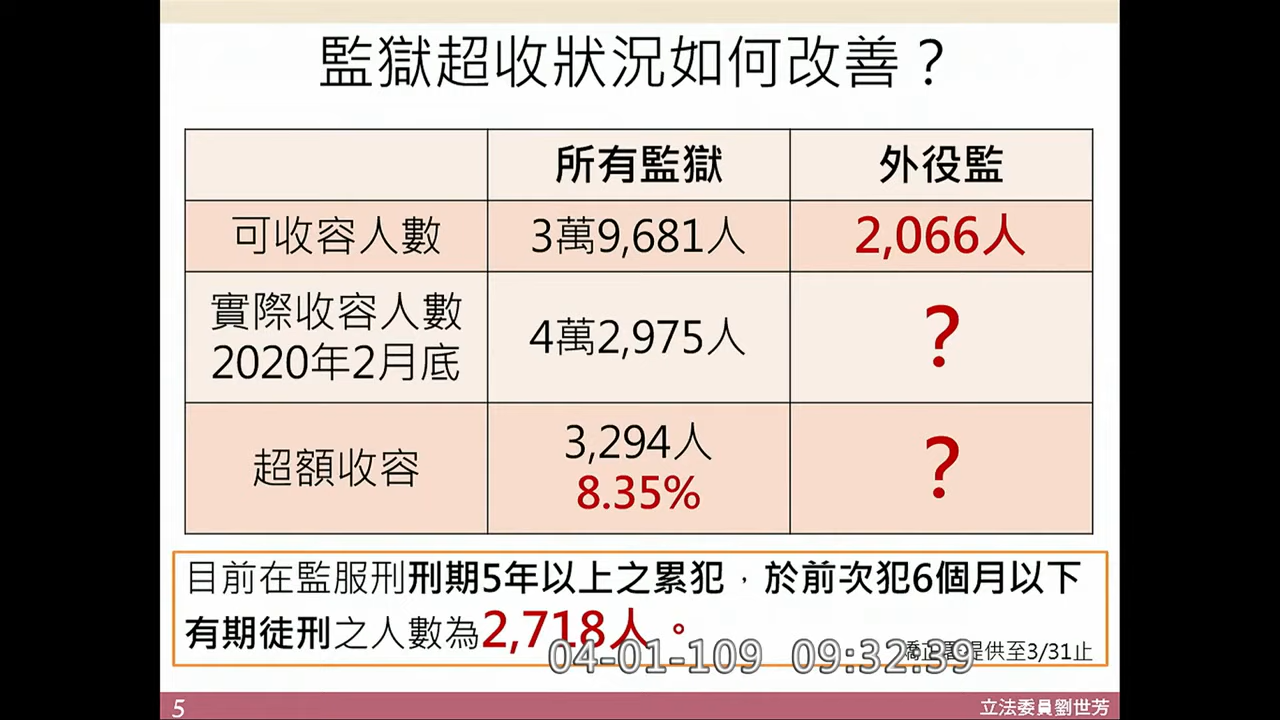 監獄超收狀況如何改善？
所有監獄 外役監
可收容人數 3萬9,681人 2,066人
實際收容人數
2020年2月底 4萬2,975人 ？
超額收容 3,294人
8.35% ？
目前在監服刑刑期5年以上之累犯，於前次犯6個月以下
有期徒刑之人數為2,718人。
矯正署提供至3/31止
04-01-109 09:32:39
5 立法委員劉世芳